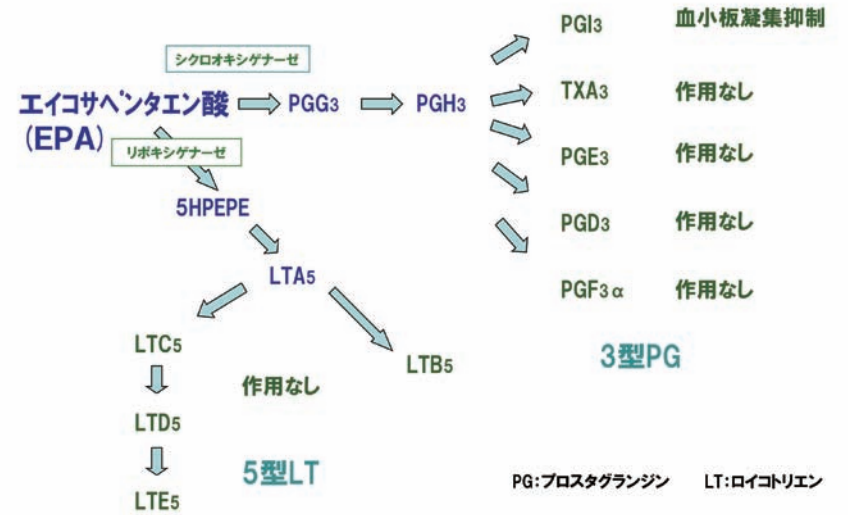 PGI3 血小板凝集抑制
シクロオキシゲナーゼ
エイコサペンタエン酸 PGG3 PGH3 TXA3 作用なし
(EPA)
リポキシゲナーゼ
PGE3 作用なし
5HPEPE
PGD3 作用なし
LTA5
PGF3α 作用なし
LTC5
LTB5
3型PG
作用なし
LTD5
5型LT
PG:プロスタグランジン LT:ロイコトリエン
LTE5